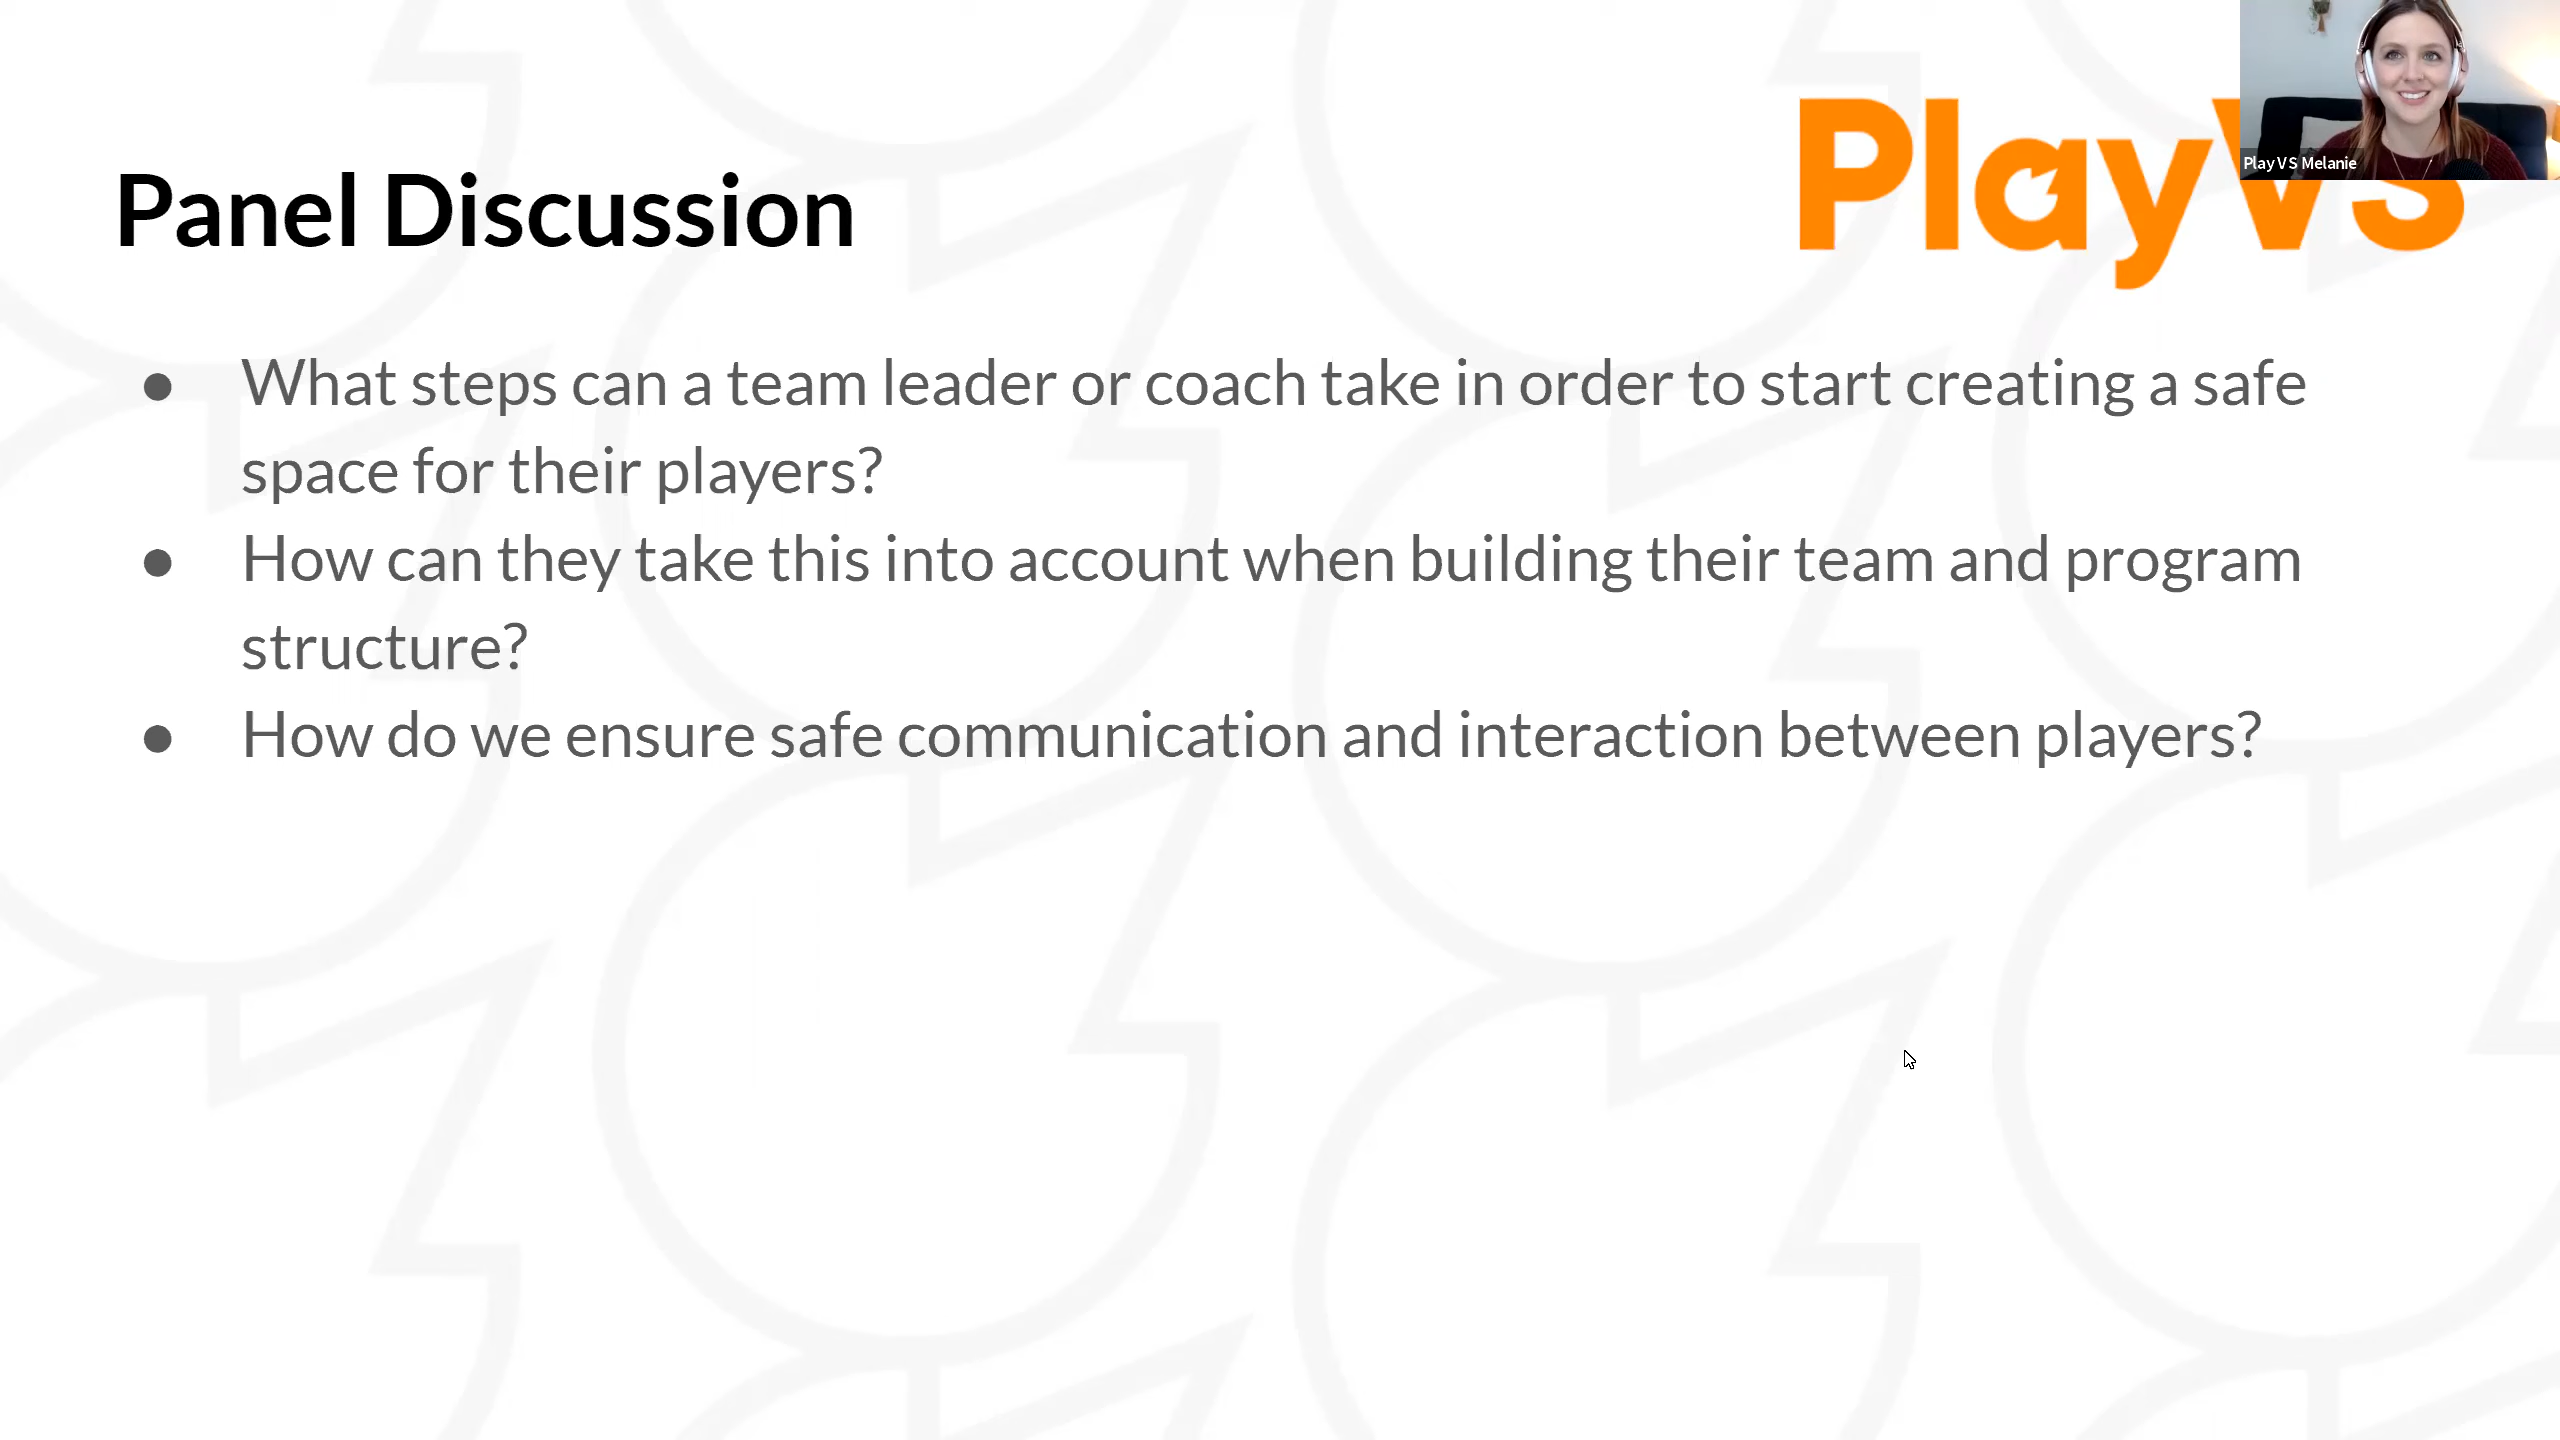 PlayVS
PlayVS Melanie
Panel Discussion
● What steps can a team leader or coach take in order to start creating a safe
space for their players?
● How can they take this into account when building their team and program
structure?
● How do we ensure safe communication and interaction between players?